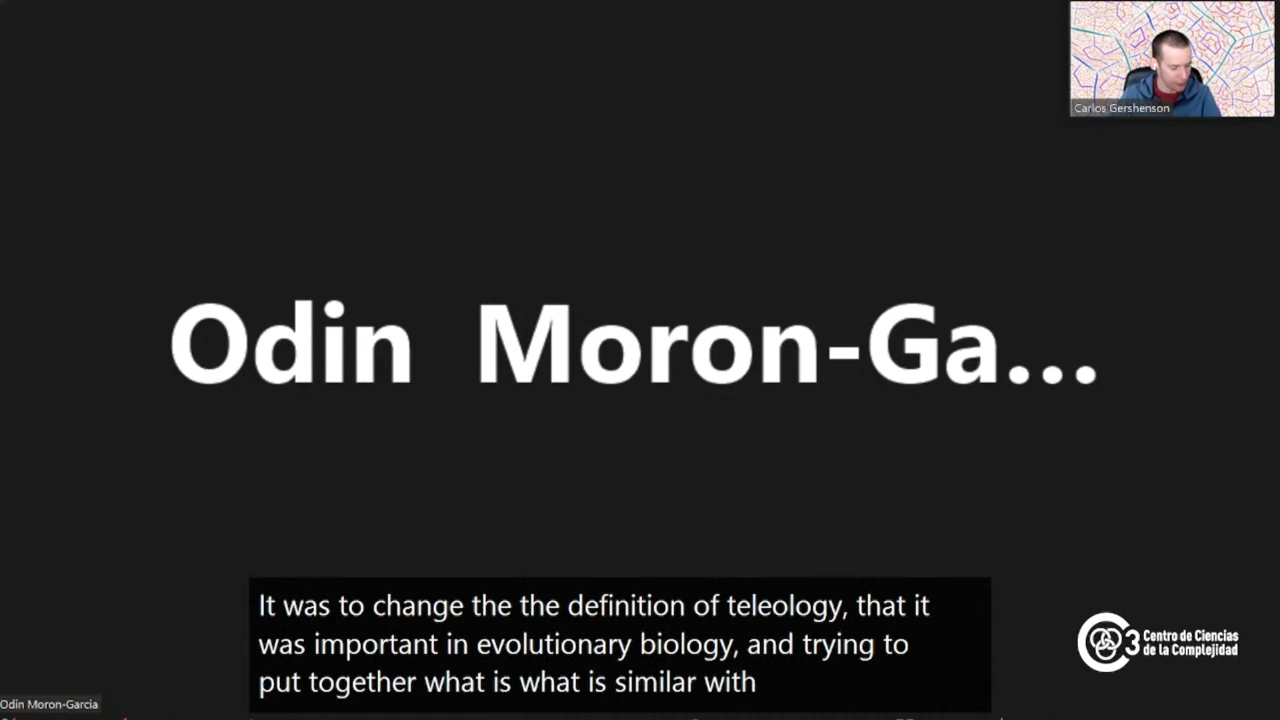 Carlos Gershenson
Odin Moron-Ga...
It was to change the the definition of teleology, that it
was important in evolutionary biology, and trying to
put together what is what is similar with
3 Centro de Ciencias
de la Complejidad
Odin Moron-Garcia